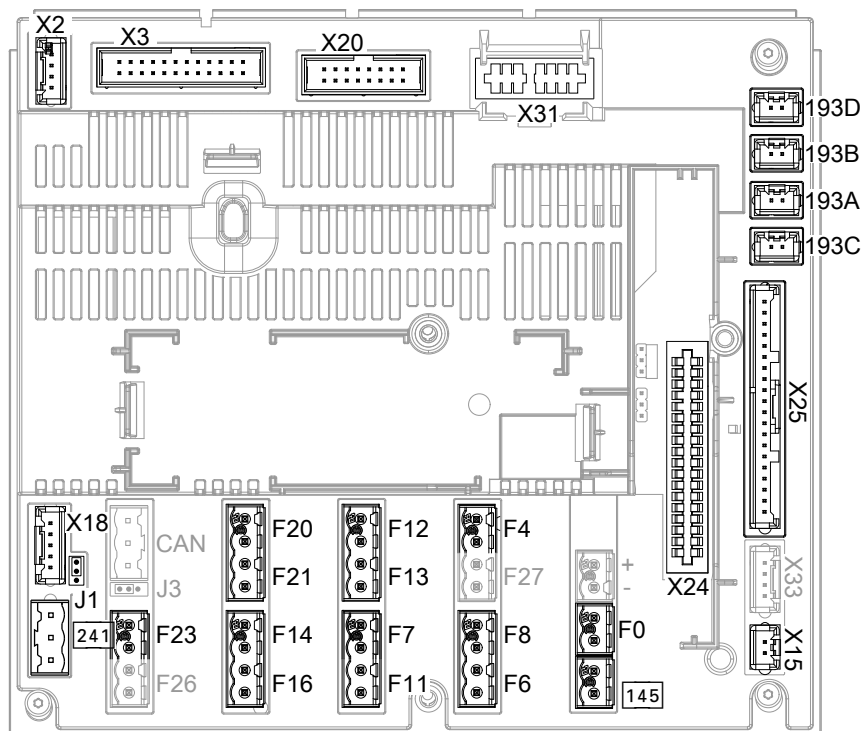 X2
X3
X20
X31
193D
193B
193A
193C
X25
X24
X18
CAN
F20
F12
F4
F21
F13
F27
+
-
X33
J1
J3
241
F23
F14
F7
F8
F0
X15
F26
F16
F11
F6
145